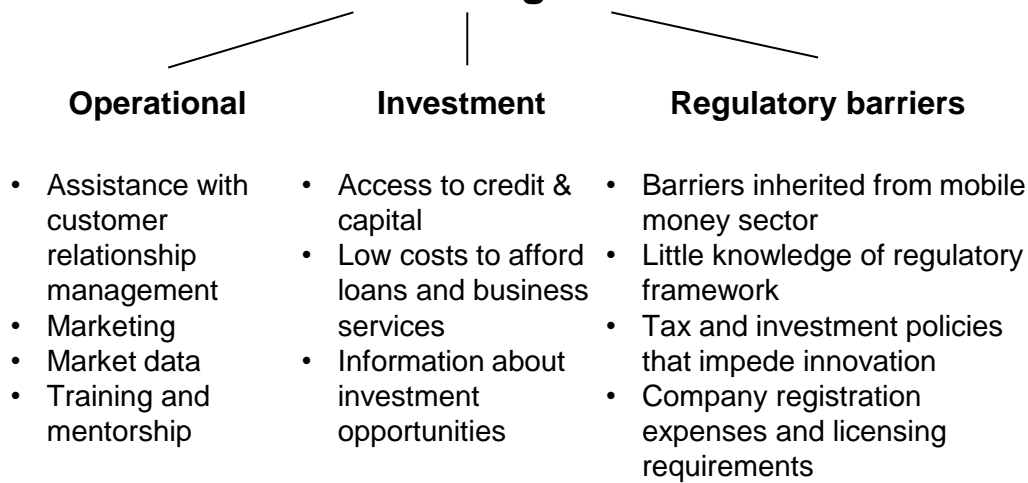 Operational
Investment
Regulatory barriers
• Assistance with
customer
relationship
management
• Marketing
• Market data
• Training and
mentorship
• Access to credit &
capital
• Low costs to afford
loans and business
services
• Information about
investment
opportunities
• Barriers inherited from mobile
money sector
• Little knowledge of regulatory
framework
• Tax and investment policies
that impede innovation
• Company registration
expenses and licensing
requirements